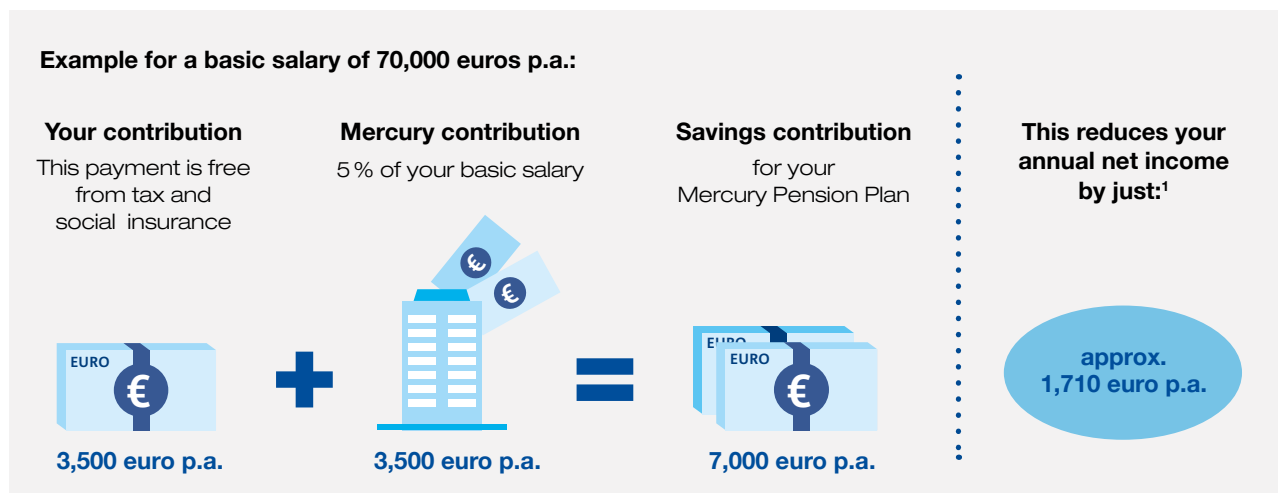 Example for a basic salary of 70,000 euros p.a.:
Your contribution
This payment is free
from tax and
social insurance
EURO
€
3,500 euro p.a.
+
Mercury contribution
5 % of your basic salary
€
€
3,500 euro p.a.
=
Savings contribution
for your
Mercury Pension Plan
EURO
EURO
€
7,000 euro p.a.
This reduces your
annual net income
by just:¹
approx.
1,710 euro p.a.